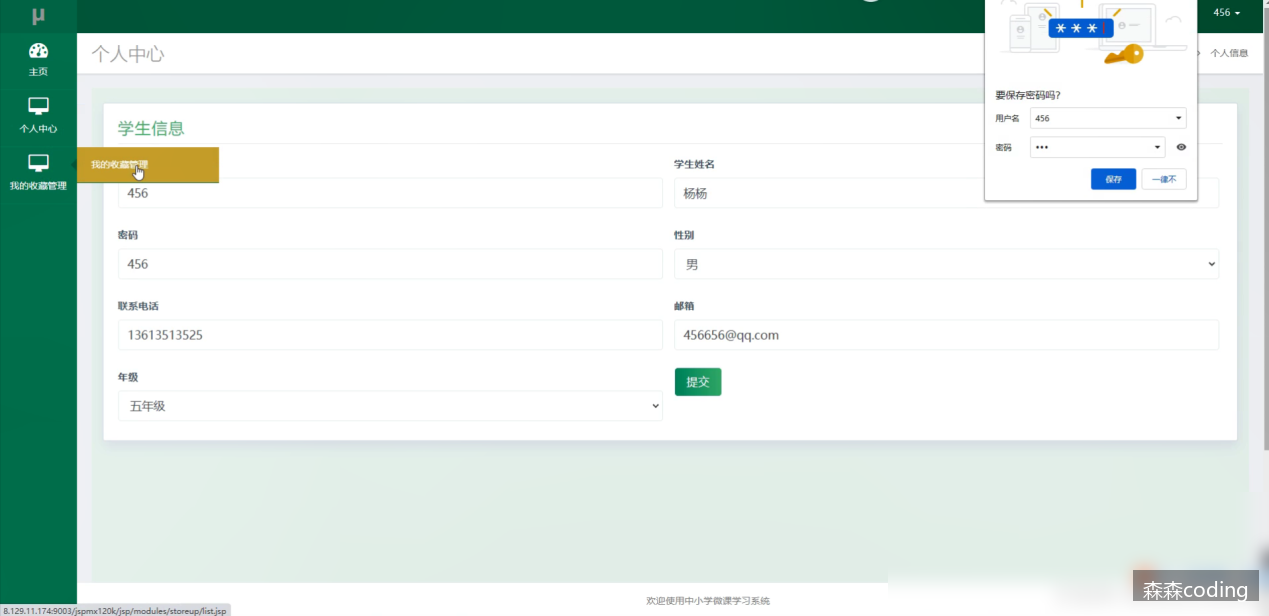 µ
456
主页
个人中心
我的收藏管理
个人中心
个人信息
学生信息
我的收藏管理
456
学生姓名
杨杨
密码
456
性别
男
联系电话
13613513525
邮箱
456656@qq.com
年级
五年级
提交
***
要保存密码吗?
用户名
456
密码
•••
保存
一律不
欢迎使用中小学微课学习系统
8.129.11.174:9003/jspmx120k/jsp/modules/storeup/list.jsp
森森coding